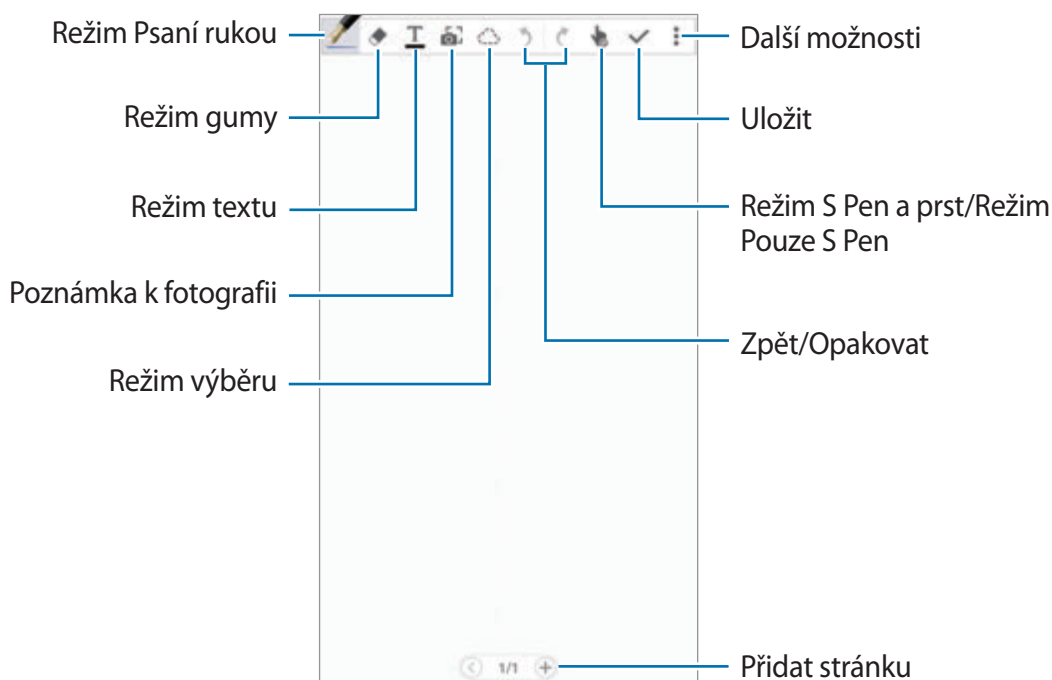 Režim Psaní rukou
Další možnosti
Režim gumy
Uložit
Režim textu
Režim S Pen a prst/Režim
Pouze S Pen
Poznámka k fotografii
Zpět/Opakovat
Režim výběru
1/1
Přidat stránku